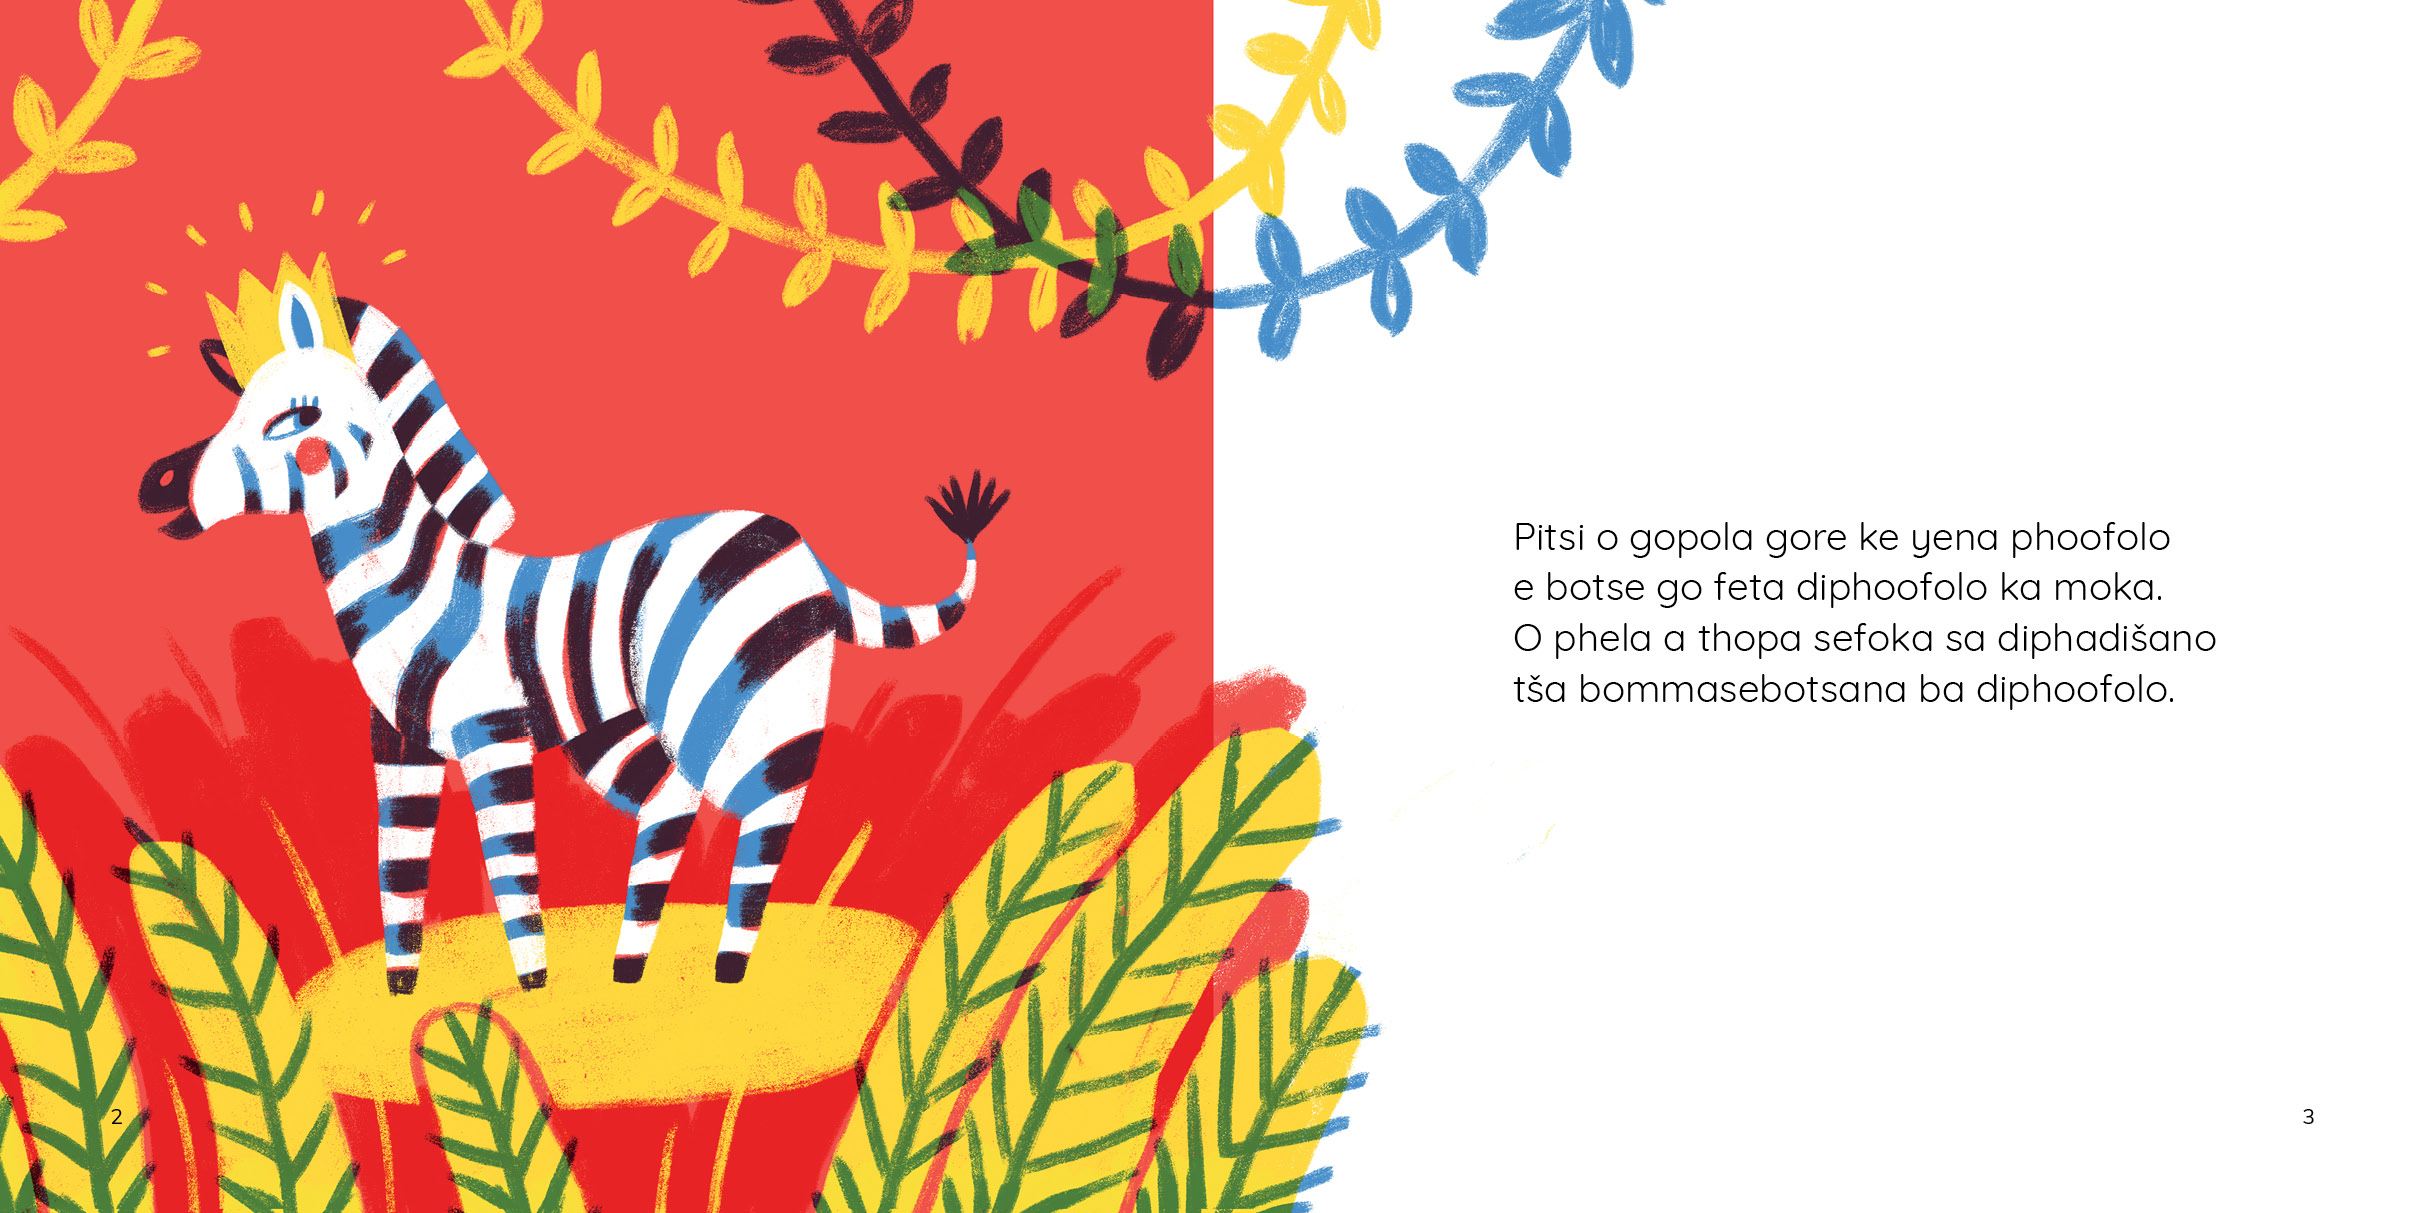 Pitsi o gopola gore ke yena phoofolo
e botse go feta diphoofolo ka moka.
O phela a thopa sefoka sa diphadišano
tša bommasebotsana ba diphoofolo.
2
3